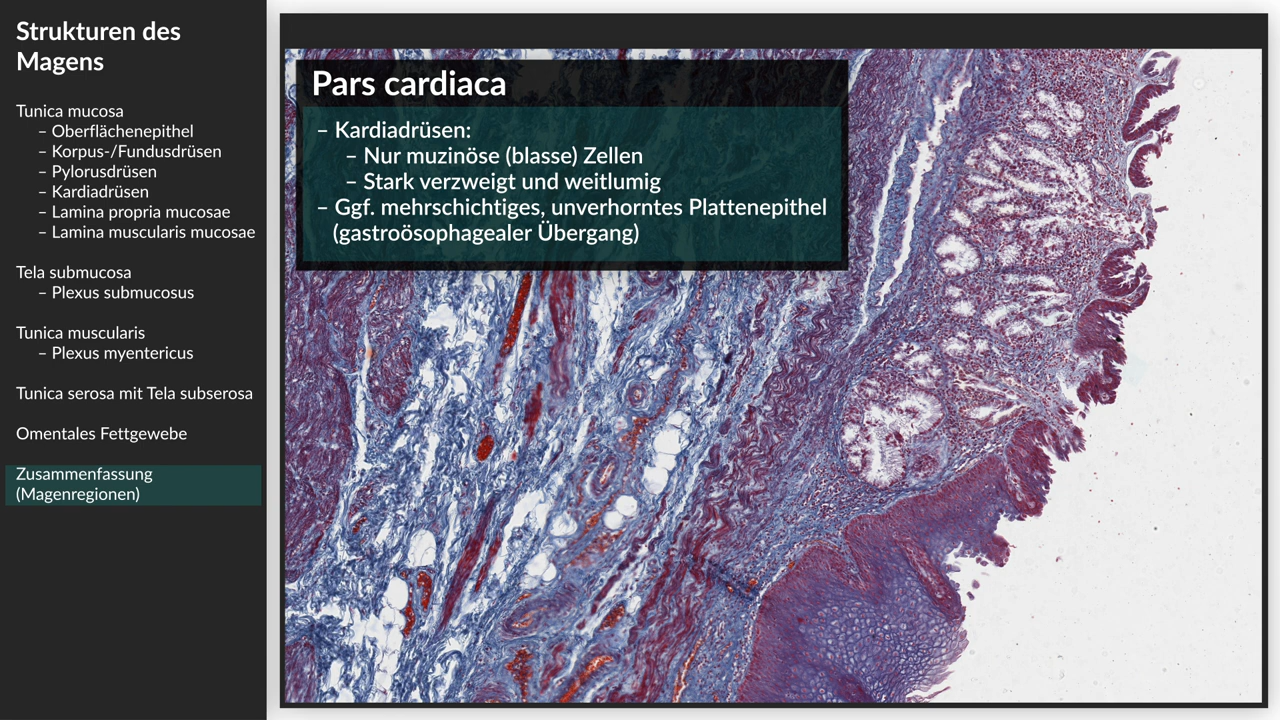 Strukturen des
Magens
Tunica mucosa
– Oberflächenepithel
– Korpus-/Fundusdrüsen
– Pylorusdrüsen
– Kardiadrüsen
– Lamina propria mucosae
– Lamina muscularis mucosae
Tela submucosa
– Plexus submucosus
Tunica muscularis
– Plexus myentericus
Tunica serosa mit Tela subserosa
Omentales Fettgewebe
Zusammenfassung
(Magenregionen)
Pars cardiaca
– Kardiadrüsen:
– Nur muzinöse (blasse) Zellen
– Stark verzweigt und weitlumig
– Ggf. mehrschichtiges, unverhorntes Plattenepithel
(gastroösophagealer Übergang)